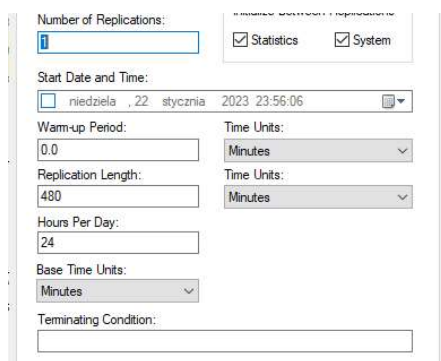 Number of Replications:
Initialize Between Replications
1
Statistics
System
Start Date and Time:
niedziela , 22 stycznia 2023 23:56:06
Warm-up Period:
Time Units:
0.0
Minutes
Replication Length:
Time Units:
480
Minutes
Hours Per Day:
24
Base Time Units:
Minutes
Terminating Condition: